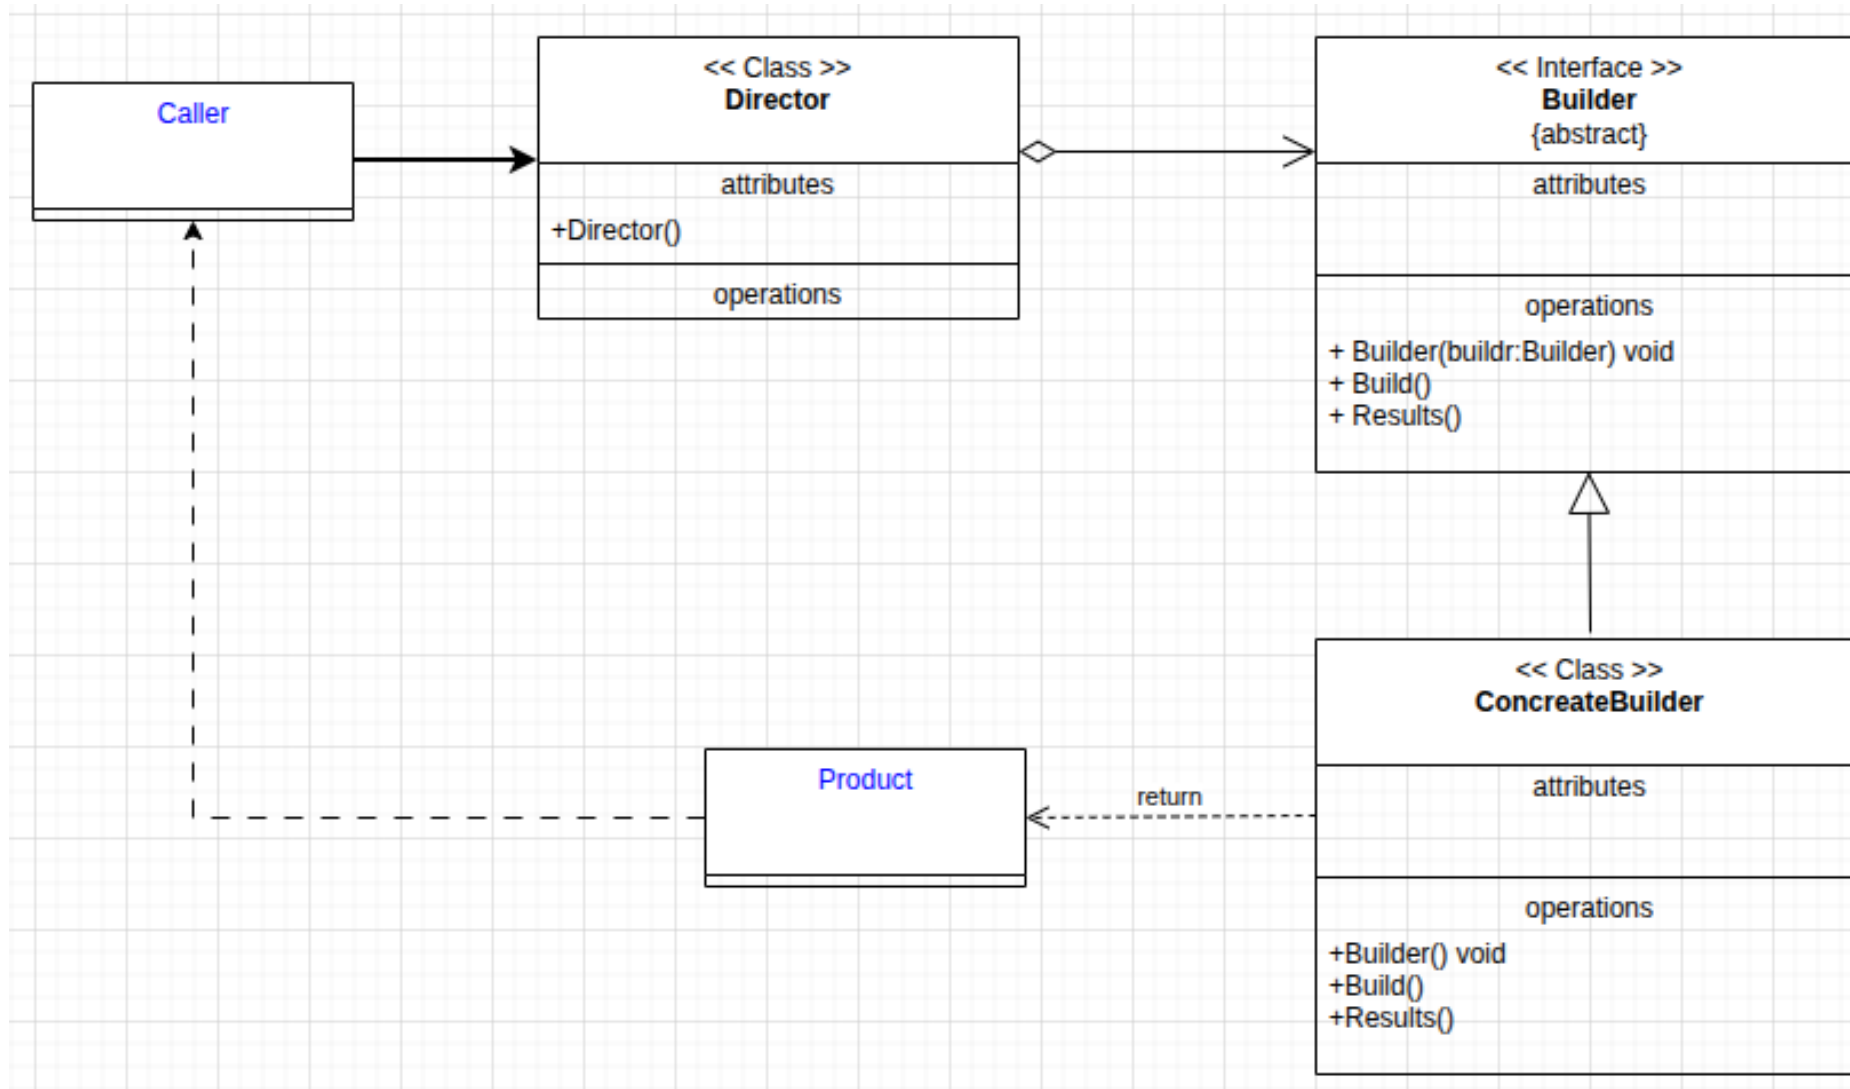 Caller
<< Class >>
Director
attributes
+Director()
operations
<< Interface >>
Builder
{abstract}
attributes
operations
+ Builder(buildr:Builder) void
+ Build()
+ Results()
<< Class >>
ConcreateBuilder
attributes
operations
+Builder() void
+Build()
+Results()
return
Product